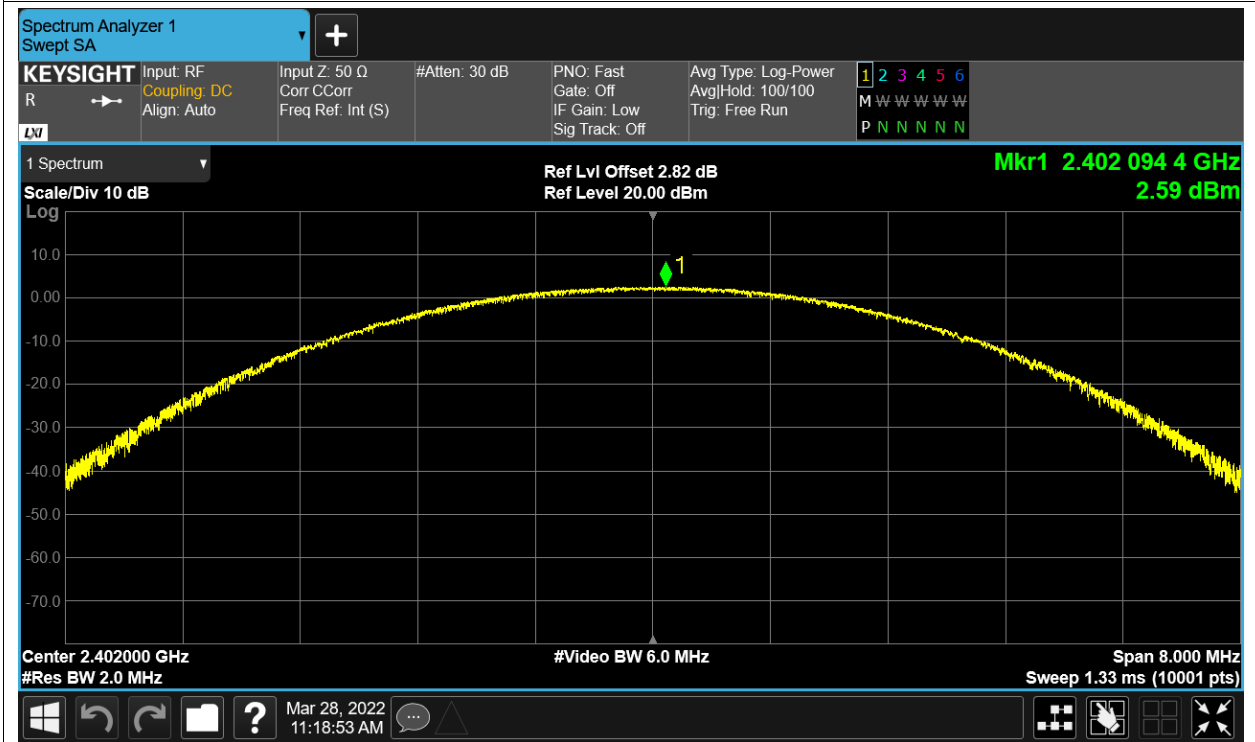 Spectrum Analyzer 1
Swept SA
+
KEYSIGHT
R
LXI
Input: RF
Coupling: DC
Align: Auto
Input Z: 50 Ω
Corr CCorr
Freq Ref: Int (S)
#Atten: 30 dB
PNO: Fast
Gate: Off
IF Gain: Low
Sig Track: Off
Avg Type: Log-Power
Avg|Hold: 100/100
Trig: Free Run
1 2 3 4 5 6
M W W W W W
P N N N N N
1 Spectrum
Scale/Div 10 dB
Log
Ref Lvl Offset 2.82 dB
Ref Level 20.00 dBm
Mkr1 2.402 094 4 GHz
2.59 dBm
1
10.0
0.00
-10.0
-20.0
-30.0
-40.0
-50.0
-60.0
-70.0
Center 2.402000 GHz
#Video BW 6.0 MHz
Span 8.000 MHz
#Res BW 2.0 MHz
Sweep 1.33 ms (10001 pts)
?
Mar 28, 2022
11:18:53 AM